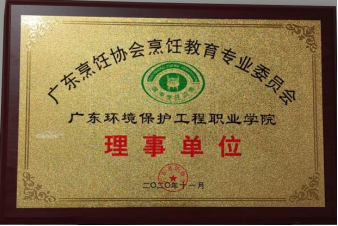 广东烹饪协会烹饪教育专业委员会
广东环境保护工程职业学院
理事单位
二〇二〇年十一月